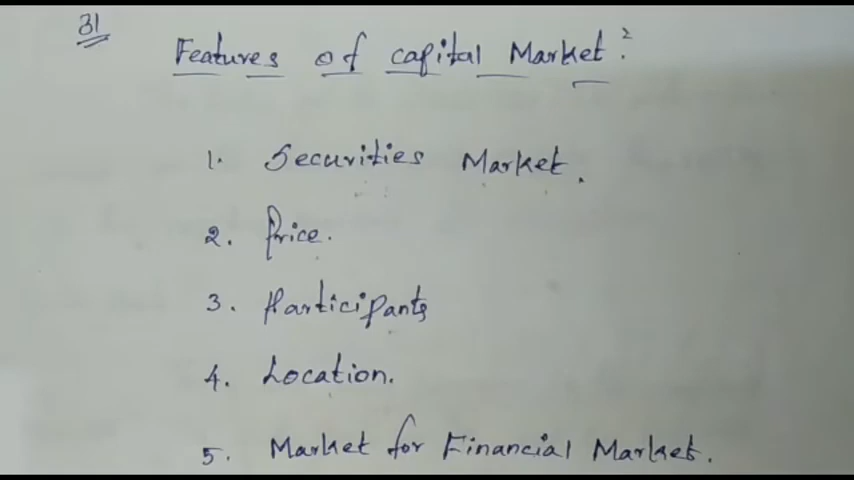 31
Features of capital Market?
1. Securities Market.
2. Price.
3. Participants
4. Location.
5. Market for Financial Market.